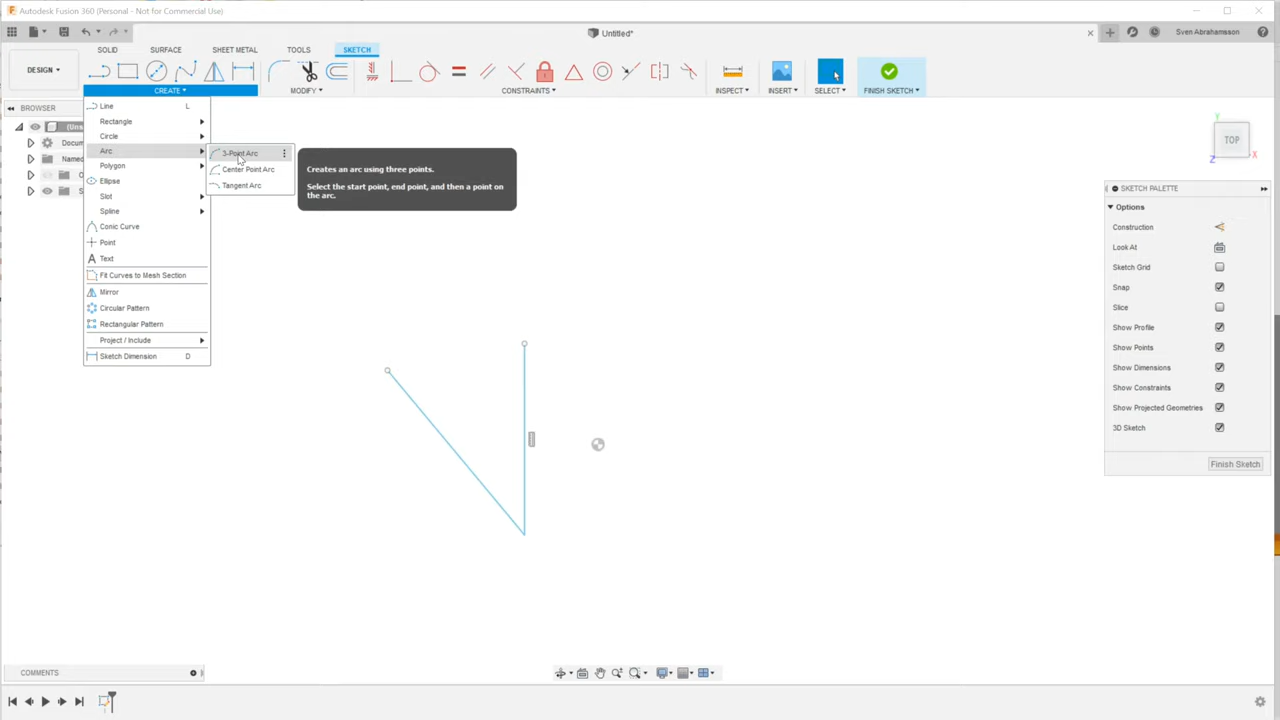 Autodesk Fusion 360 (Personal - Not for Commercial Use)
Untitled*
Sven Abrahamsson
DESIGN
SOLID SURFACE SHEET METAL TOOLS SKETCH
CREATE MODIFY CONSTRAINTS INSPECT INSERT SELECT FINISH SKETCH
BROWSER
(Uns
Docum
Named
O
S
Line L
Rectangle
Circle
Arc
Polygon
Ellipse
Slot
Spline
Conic Curve
Point
Text
Fit Curves to Mesh Section
Mirror
Circular Pattern
Rectangular Pattern
Project / Include
Sketch Dimension D
3-Point Arc
Center Point Arc
Tangent Arc
Creates an arc using three points.
Select the start point, end point, and then a point on
the arc.
TOP
Y
X
Z
SKETCH PALETTE
Options
Construction
Look At
Sketch Grid
Snap
Slice
Show Profile
Show Points
Show Dimensions
Show Constraints
Show Projected Geometries
3D Sketch
Finish Sketch
COMMENTS